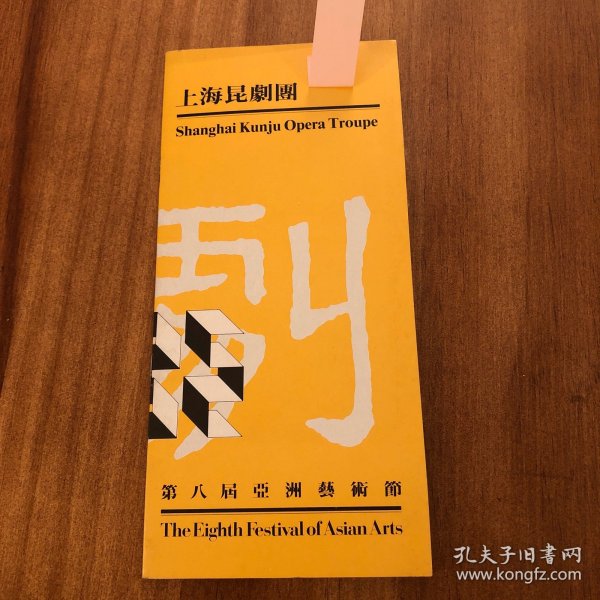 上海昆劇團
Shanghai Kunju Opera Troupe
劇
第八屆亞洲藝術節
The Eighth Festival of Asian Arts
孔夫子旧书网
www.kongfz.com